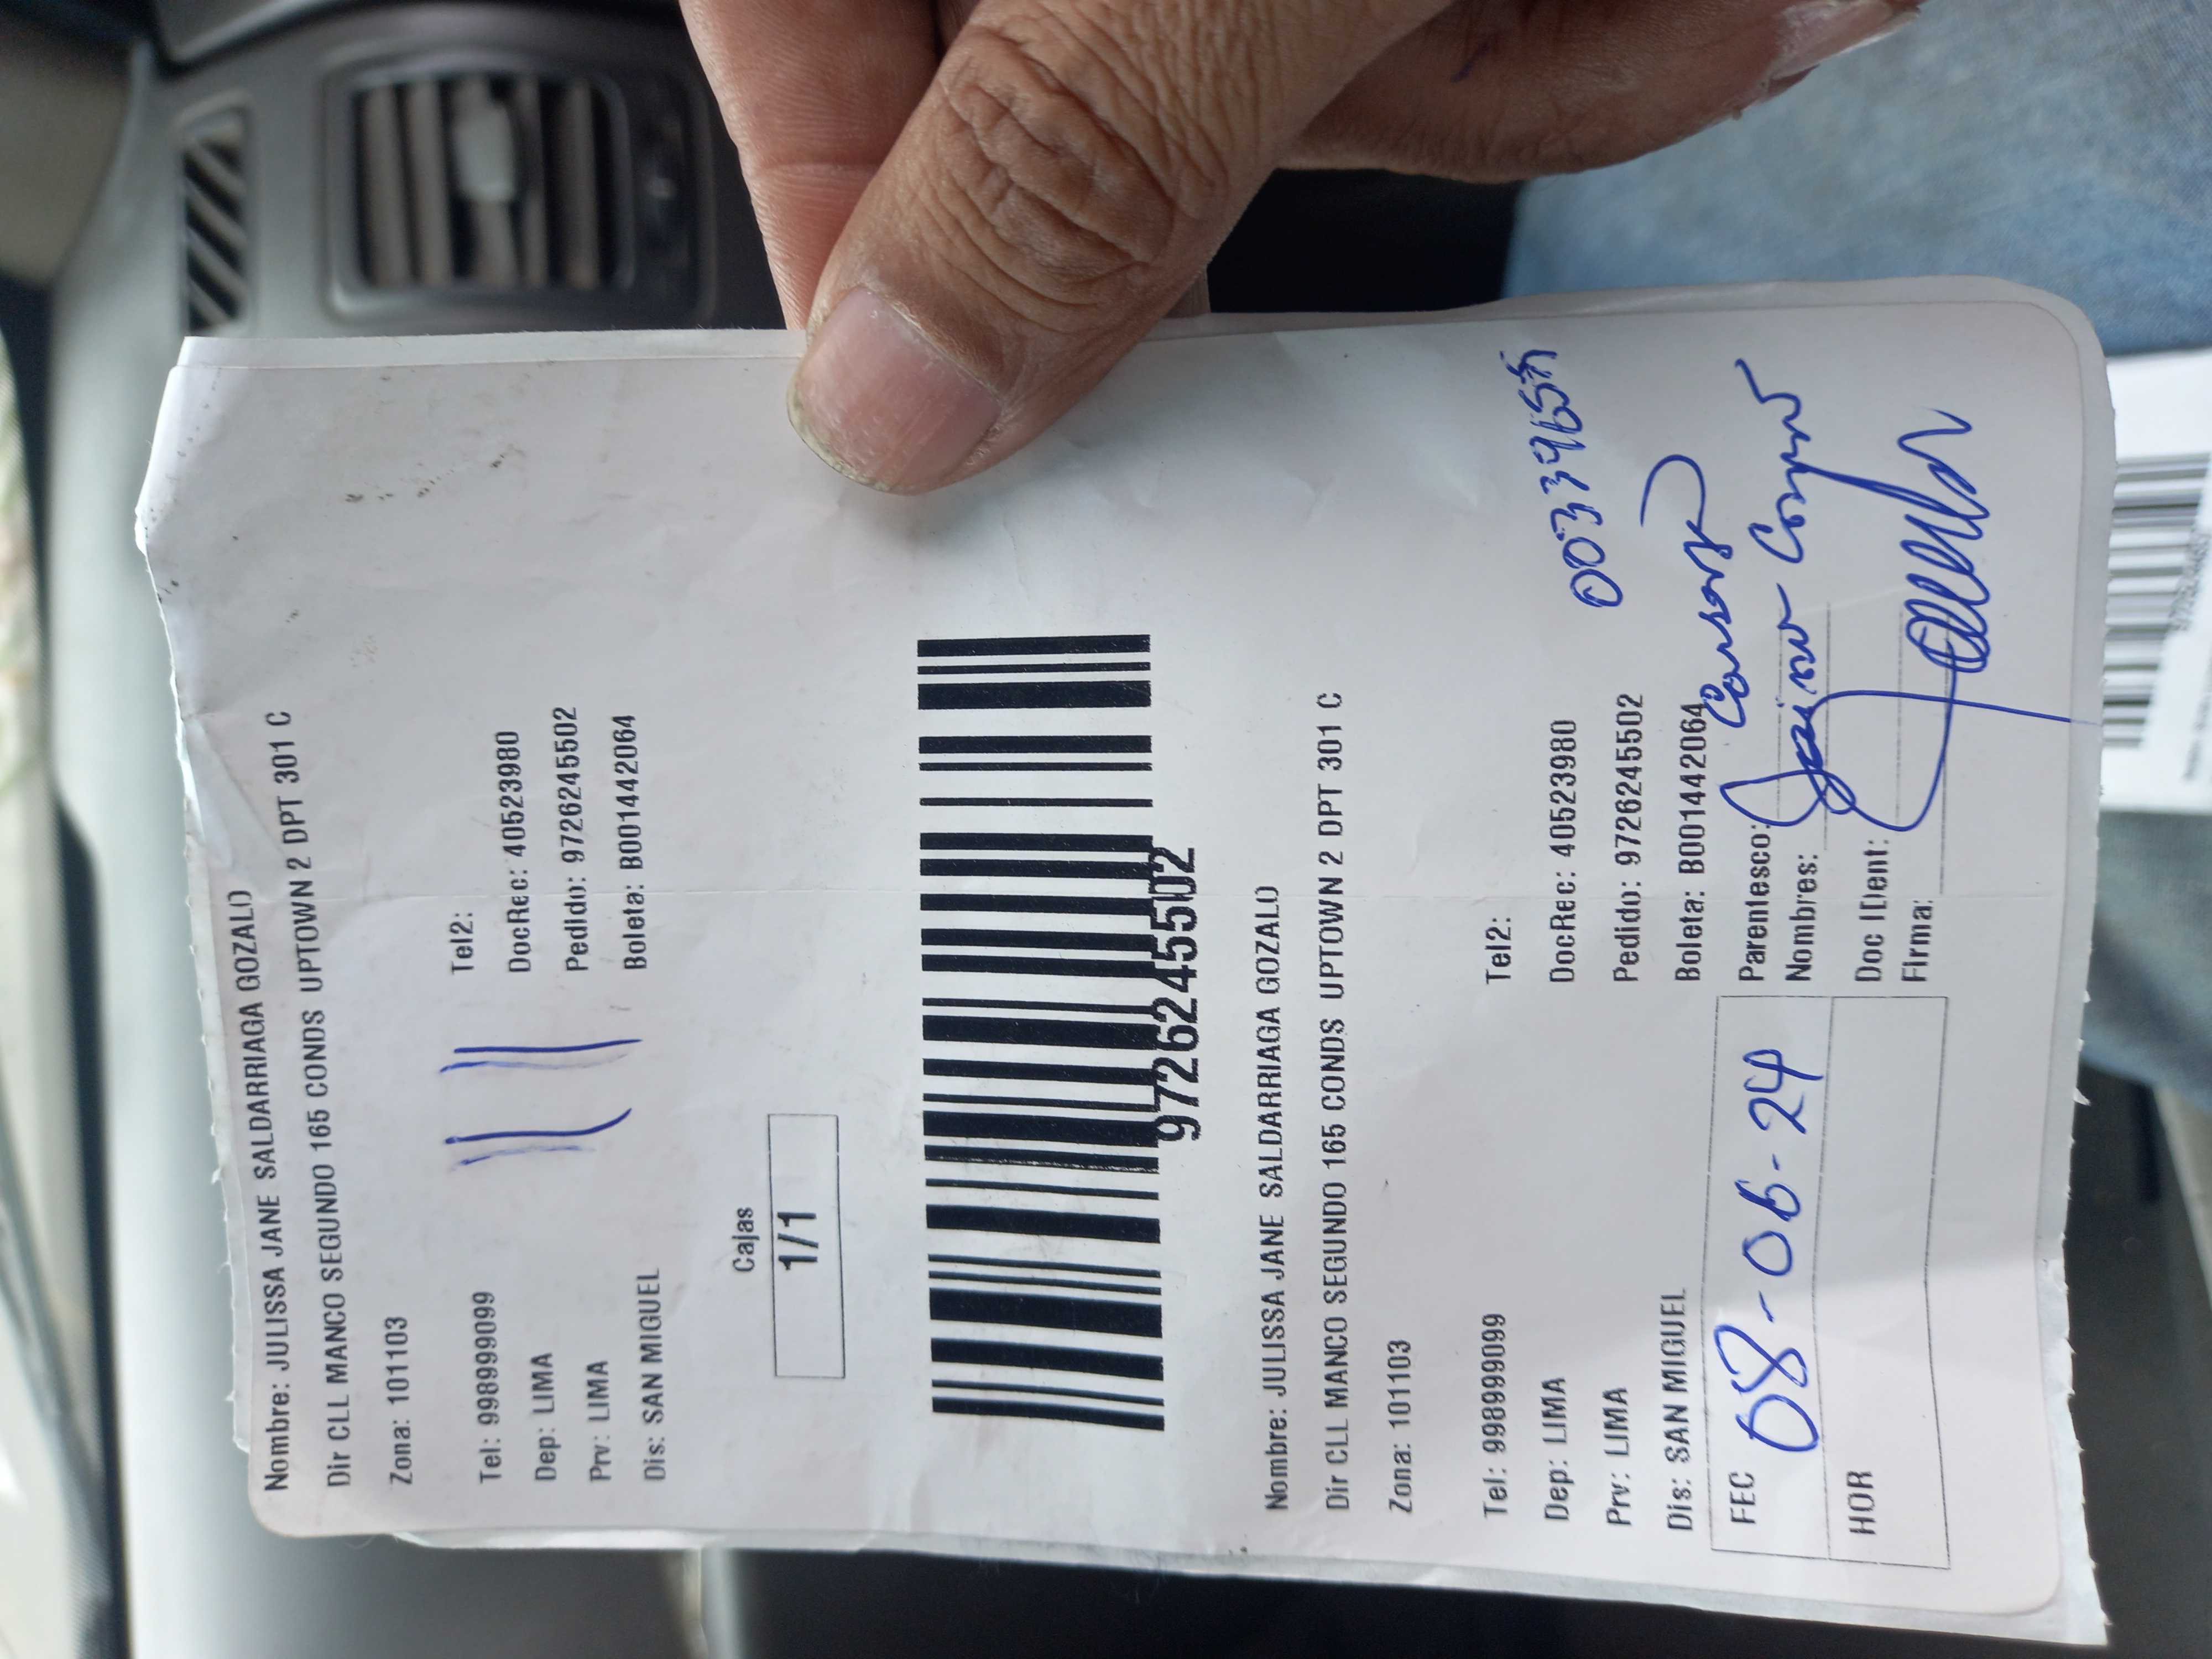 Nombre: JULISSA JANE SALDARRIAGA GOZALO
Dir CLL MANCO SEGUNDO 165 CONDS UPTOWN 2 DPT 301 C
Zona: 101103
Tel: 998999099 Tel2:
Dep: LIMA DocRec: 40523980
Prv: LIMA Pedido: 97262455502
Dis: SAN MIGUEL Boleta: B001442064
Cajas
1/1
97262455502
Nombre: JULISSA JANE SALDARRIAGA GOZALO
Dir CLL MANCO SEGUNDO 165 CONDS UPTOWN 2 DPT 301 C
Zona: 101103
Tel: 998999099 Tel2:
Dep: LIMA DocRec: 40523980
Prv: LIMA Pedido: 97262455502
Dis: SAN MIGUEL Boleta: B001442064
FEC 08-06-24 Parentesco:
Nombres:
HOR Doc IDent:
Firma: